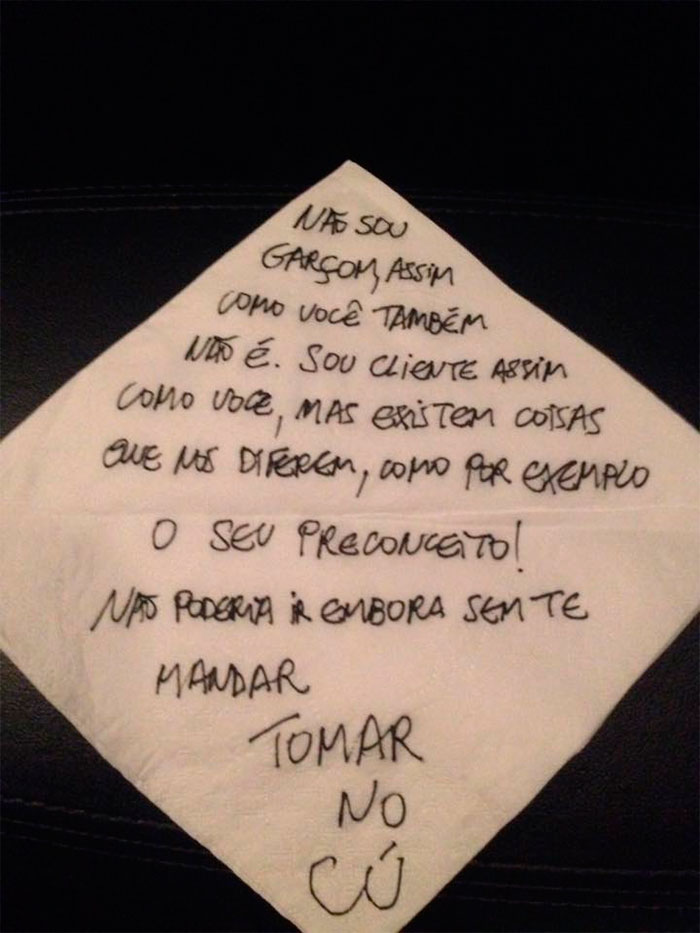 NÃO SOU
GARÇOM, ASSIM
COMO VOCÊ TAMBÉM
NÃO É. SOU CLIENTE ASSIM
COMO VOCE, MAS EXISTEM COISAS
QUE NOS DIFEREM, COMO POR EXEMPLO
O SEU PRECONCEITO!
NÃO PODERIA IR EMBORA SEM TE
MANDAR
TOMAR
NO
CÚ